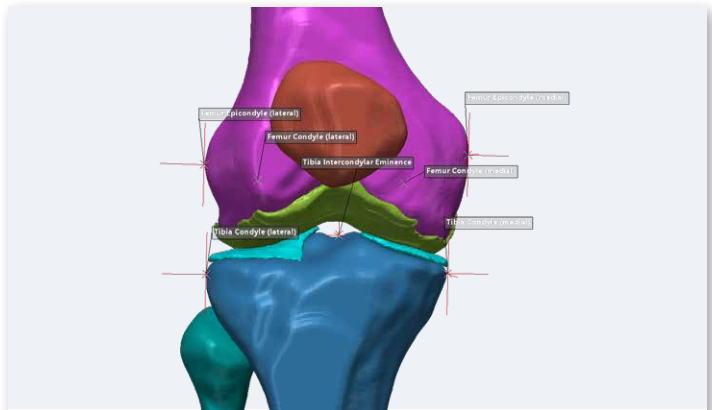 Femur Epicondyle (medial)
Femur Epicondyle (lateral)
Femur Condyle (lateral)
Tibia Intercondylar Eminence
Femur Condyle (medial)
Tibia Condyle (medial)
Tibia Condyle (lateral)